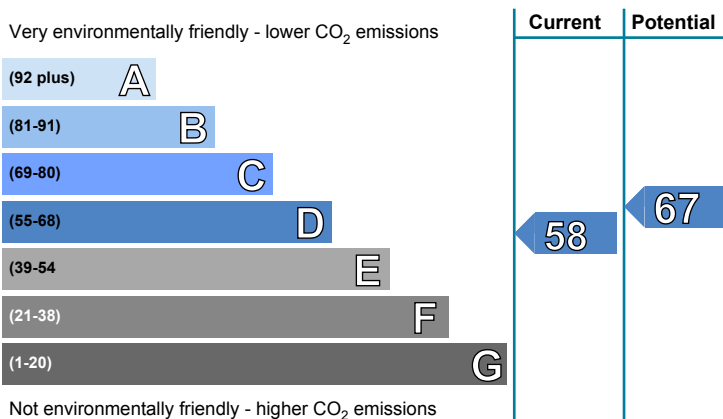 Current Potential
Very environmentally friendly - lower CO2 emissions
(92 plus) A
(81-91) B
(69-80) C
(55-68) D
(39-54 E
(21-38) F
(1-20) G
58
67
Not environmentally friendly - higher CO2 emissions